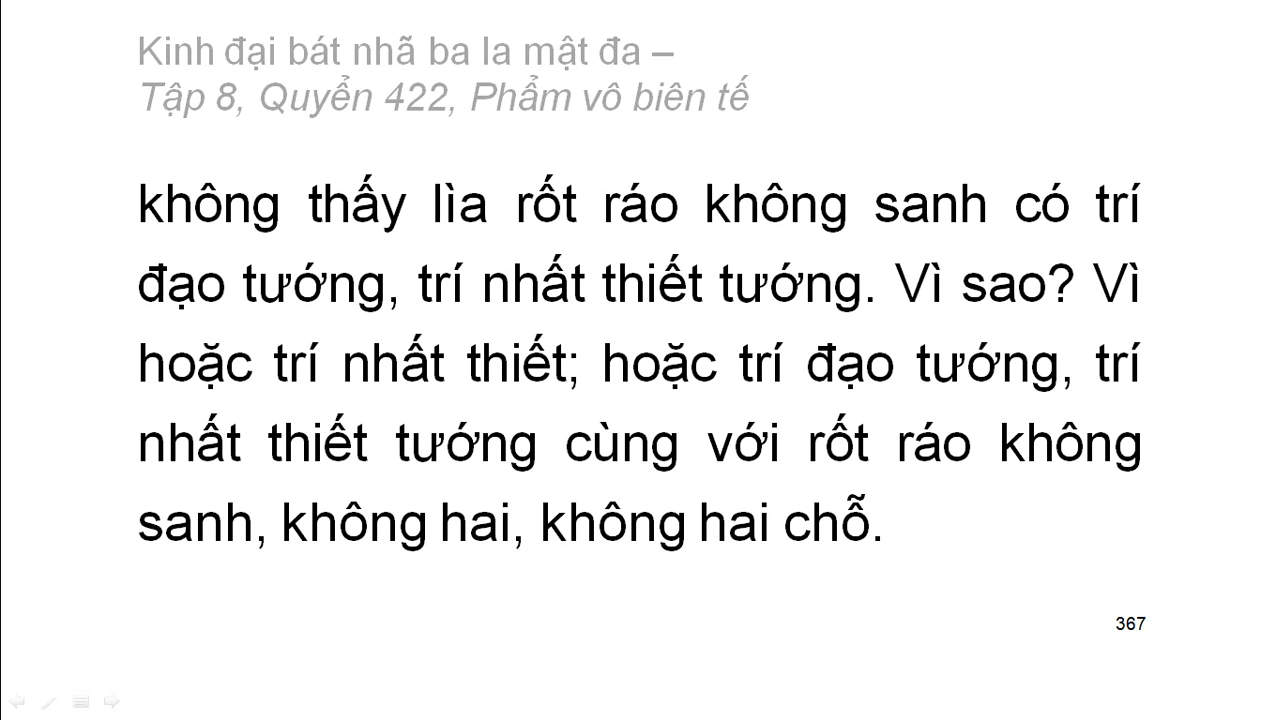 Kinh đại bát nhã ba la mật đa –
Tập 8, Quyển 422, Phẩm vô biên tế
không thấy lìa rốt ráo không sanh có trí
đạo tướng, trí nhất thiết tướng. Vì sao? Vì
hoặc trí nhất thiết; hoặc trí đạo tướng, trí
nhất thiết tướng cùng với rốt ráo không
sanh, không hai, không hai chỗ.
367